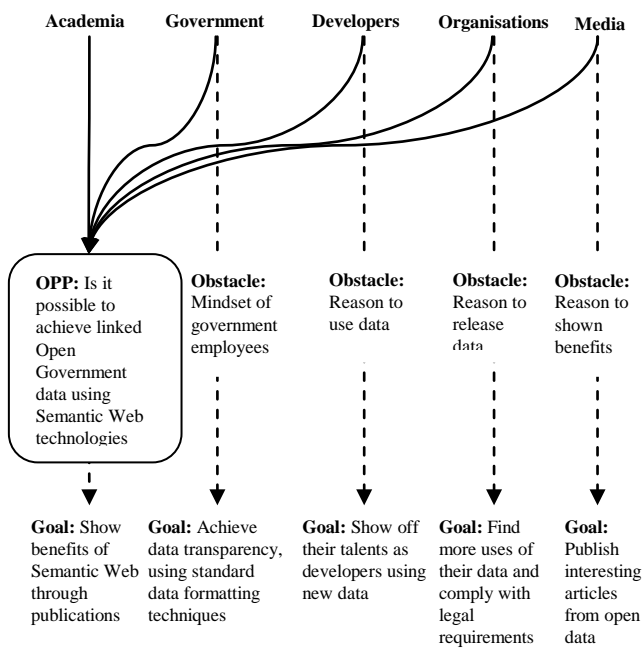 Academia Government Developers Organisations Media
OPP: Is it
possible to
achieve linked
Open
Government
data using
Semantic Web
technologies
Obstacle:
Mindset of
government
employees
Obstacle:
Reason to
use data
Obstacle:
Reason to
release
data
Obstacle:
Reason to
shown
benefits
Goal: Show
benefits of
Semantic Web
through
publications
Goal: Achieve
data transparency,
using standard
data formatting
techniques
Goal: Show off
their talents as
developers using
new data
Goal: Find
more uses of
their data and
comply with
legal
requirements
Goal:
Publish
interesting
articles
from open
data